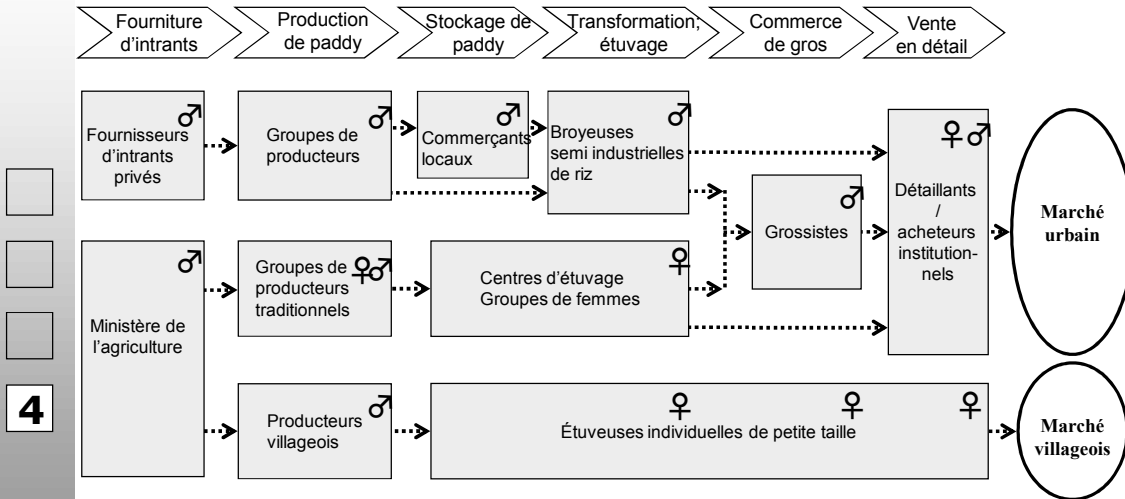 Fourniture
d'intrants
Production
de paddy
Stockage de
paddy
Transformation;
étuvage
Commerce
de gros
Vente
en détail
Fournisseurs
d'intrants
privés
Groupes de
producteurs
Commerçants
locaux
Broyeuses
semi industrielles
de riz
Grossistes
Détaillants
/
acheteurs
institution-
nels
Marché
urbain
Ministère de
l'agriculture
Groupes de
producteurs
traditionnels
Centres d'étuvage
Groupes de femmes
4
Producteurs
villageois
Étuveuses individuelles de petite taille
Marché
villageois